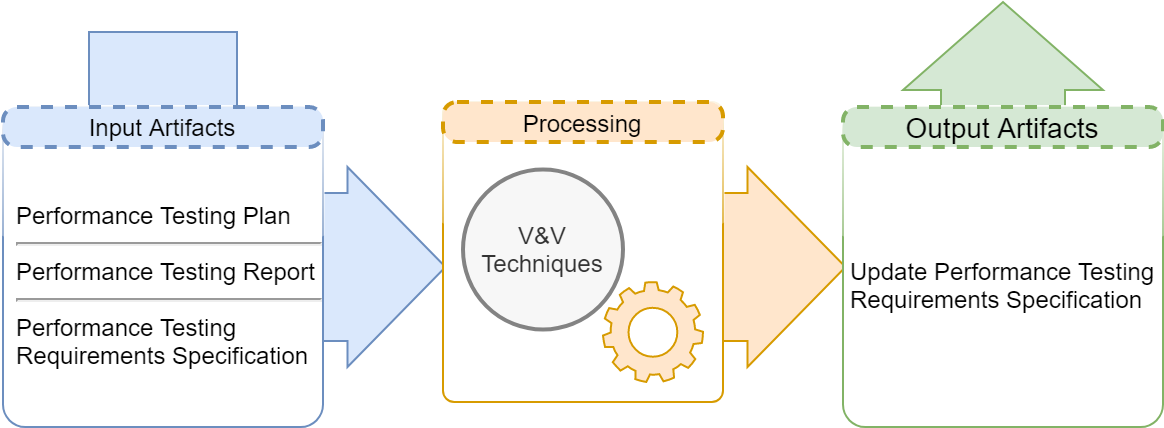 Input Artifacts
Performance Testing Plan
Performance Testing Report
Performance Testing
Requirements Specification
Processing
V&V
Techniques
Output Artifacts
Update Performance Testing
Requirements Specification